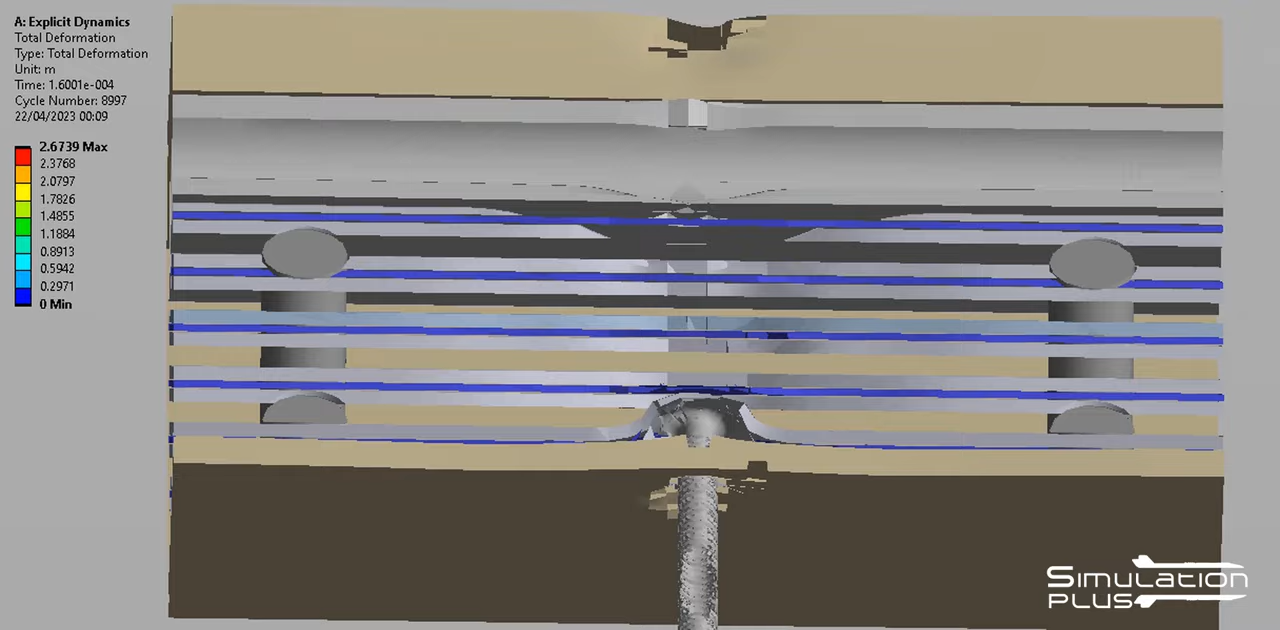 A: Explicit Dynamics
Total Deformation
Type: Total Deformation
Unit: m
Time: 1.6001e-004
Cycle Number: 8997
22/04/2023 00:09
2.6739 Max
2.3768
2.0797
1.7826
1.4855
1.1884
0.8913
0.5942
0.2971
0 Min
Simulation
Plus